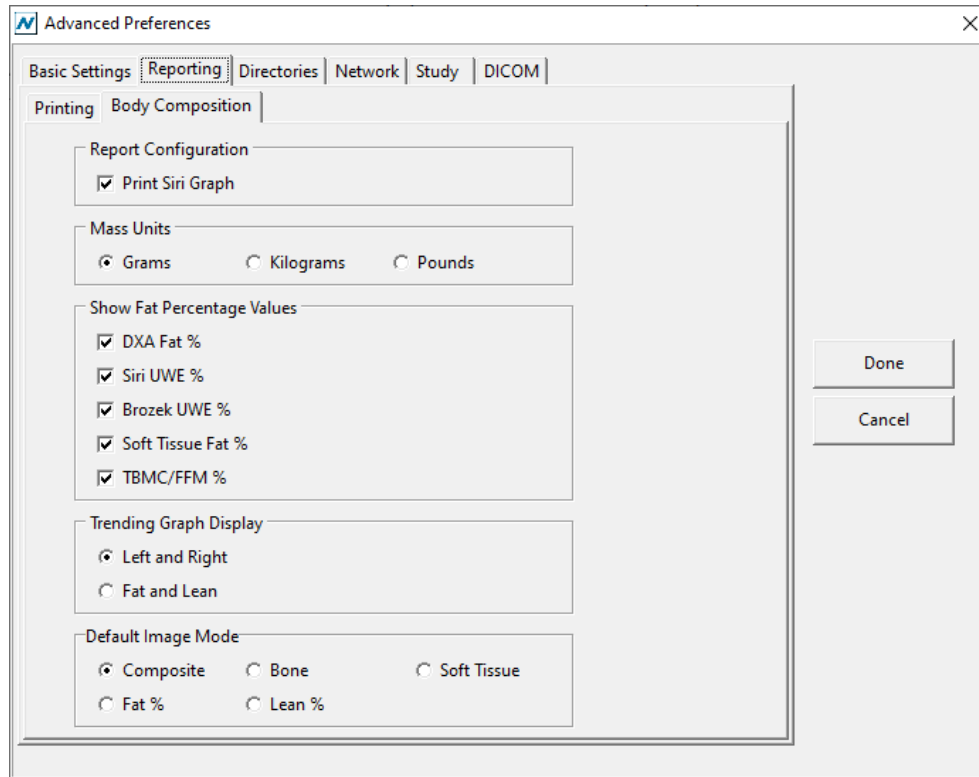 Advanced Preferences
Basic Settings Reporting Directories Network Study DICOM
Printing Body Composition
Report Configuration
Print Siri Graph
Mass Units
Grams Kilograms Pounds
Show Fat Percentage Values
DXA Fat %
Siri UWE %
Brozek UWE %
Soft Tissue Fat %
TBMC/FFM %
Done
Cancel
Trending Graph Display
Left and Right
Fat and Lean
Default Image Mode
Composite Bone Soft Tissue
Fat % Lean %